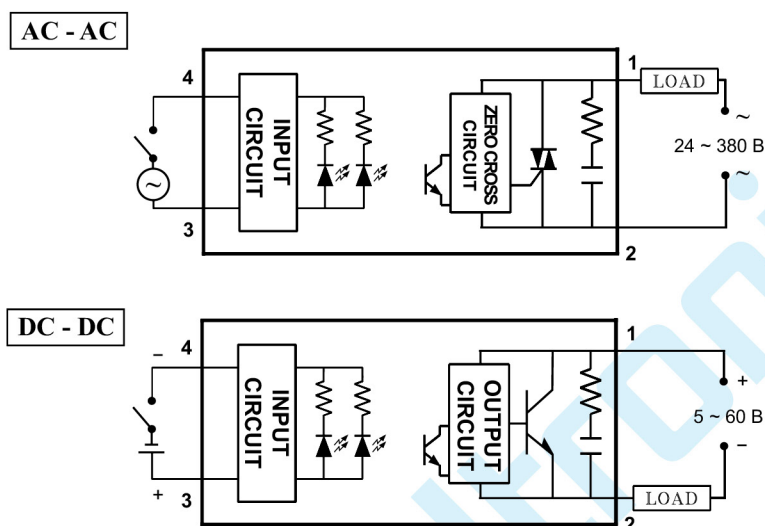 AC - AC
4
1
LOAD
INPUT CIRCUIT
ZERO CROSS CIRCUIT
~
24 ~ 380 В
~
~
3
2
DC - DC
4
1
–
INPUT CIRCUIT
OUTPUT CIRCUIT
+
5 ~ 60 В
–
+
3
LOAD
2